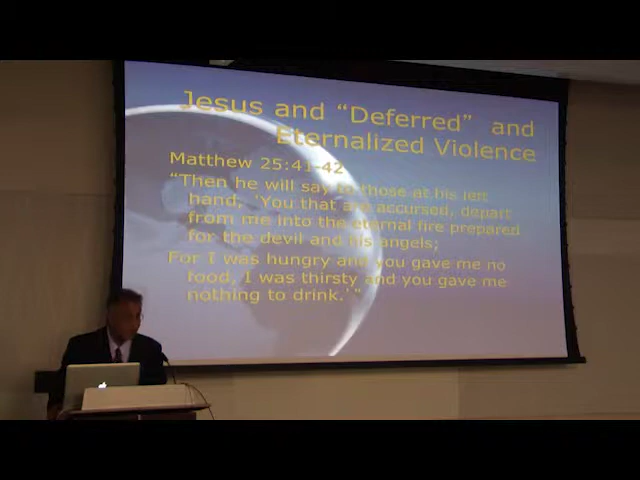 Jesus and “Deferred” and
Eternalized Violence
Matthew 25:41-42
“Then he will say to those at his left
hand, 'You that are accursed, depart
from me into the eternal fire prepared
for the devil and his angels;
For I was hungry and you gave me no
food, I was thirsty and you gave me
nothing to drink.'”